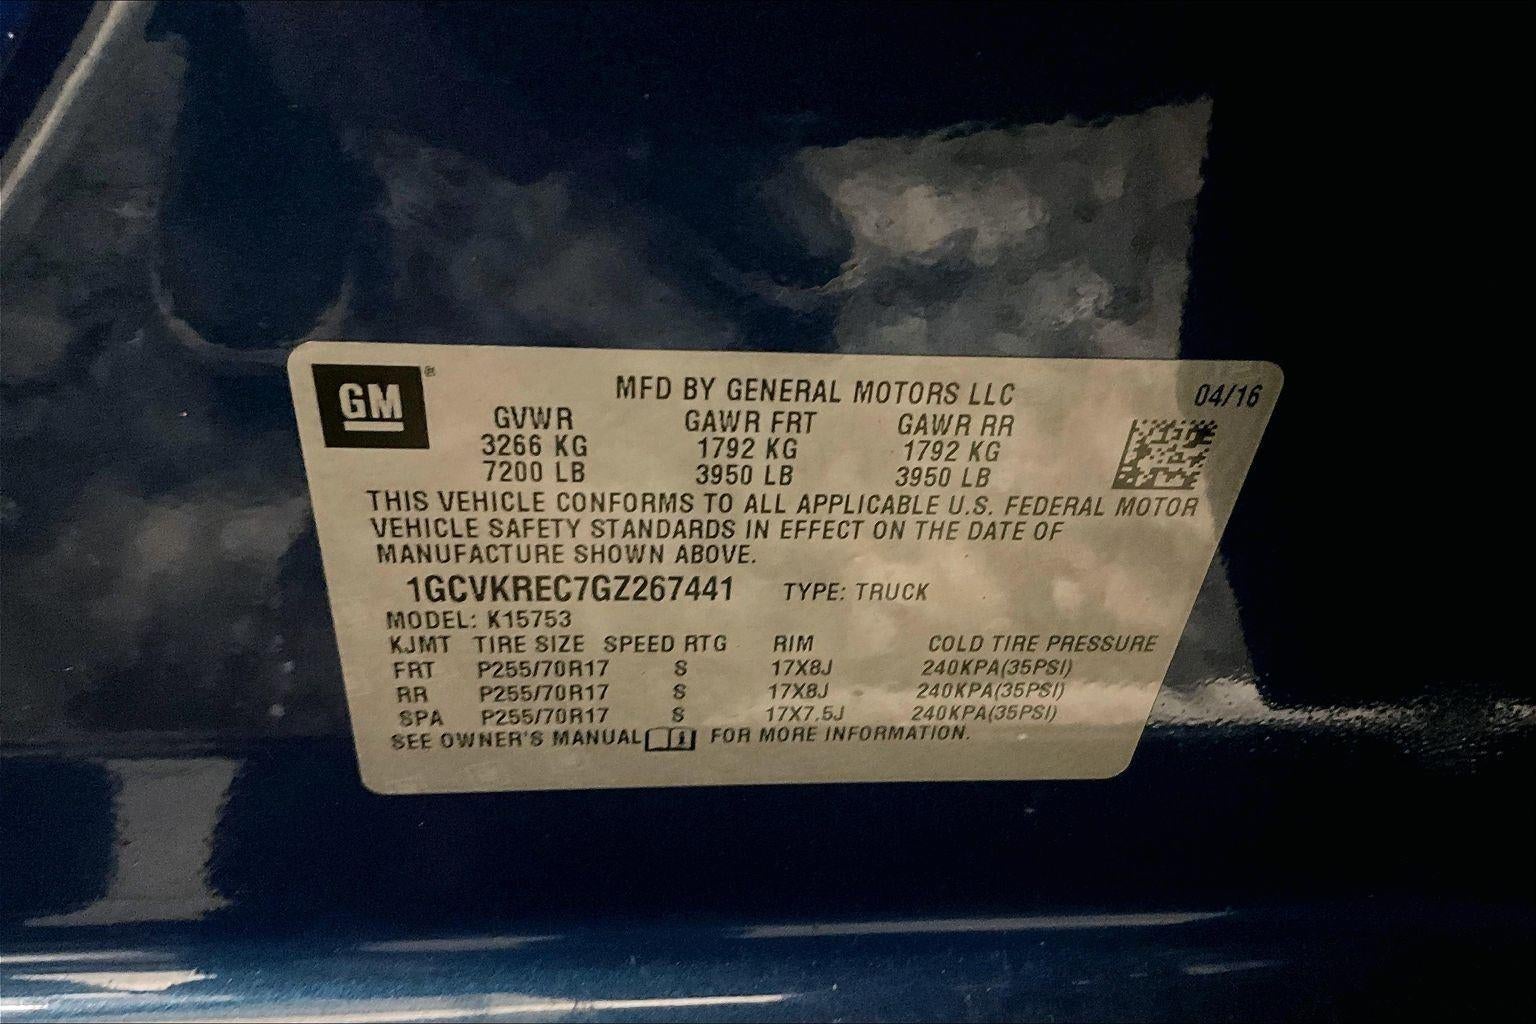 GM ®
MFD BY GENERAL MOTORS LLC 04/16
GVWR GAWR FRT GAWR RR
3266 KG 1792 KG 1792 KG
7200 LB 3950 LB 3950 LB
THIS VEHICLE CONFORMS TO ALL APPLICABLE U.S. FEDERAL MOTOR
VEHICLE SAFETY STANDARDS IN EFFECT ON THE DATE OF
MANUFACTURE SHOWN ABOVE.
1GCVKREC7GZ267441 TYPE: TRUCK
MODEL: K15753
KJMT TIRE SIZE SPEED RTG RIM COLD TIRE PRESSURE
FRT P255/70R17 S 17X8J 240KPA(35PSI)
RR P255/70R17 S 17X8J 240KPA(35PSI)
SPA P255/70R17 S 17X7.5J 240KPA(35PSI)
SEE OWNER'S MANUAL FOR MORE INFORMATION.